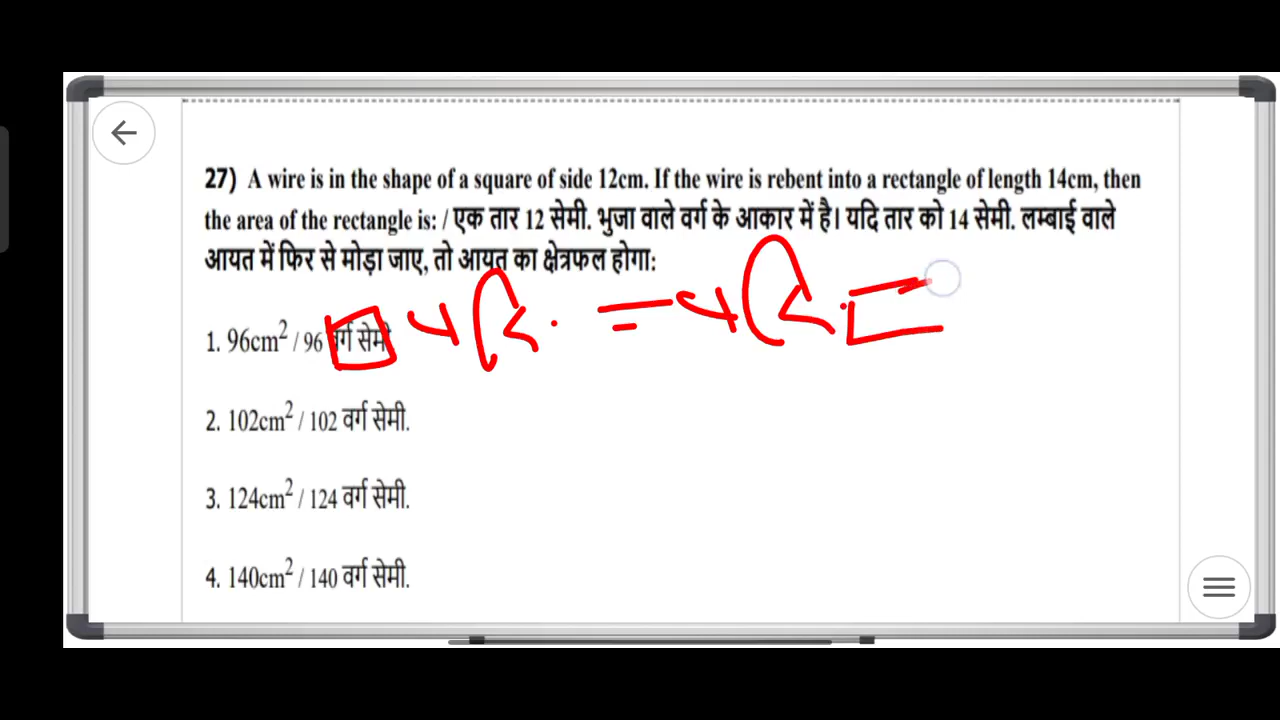 27) A wire is in the shape of a square of side 12cm. If the wire is rebent into a rectangle of length 14cm, then
the area of the rectangle is: / एक तार 12 सेमी. भुजा वाले वर्ग के आकार में है। यदि तार को 14 सेमी. लम्बाई वाले
आयत में फिर से मोड़ा जाए, तो आयत का क्षेत्रफल होगा:
1. 96cm² / 96 वर्ग सेमी
2. 102cm² / 102 वर्ग सेमी.
3. 124cm² / 124 वर्ग सेमी.
4. 140cm² / 140 वर्ग सेमी.